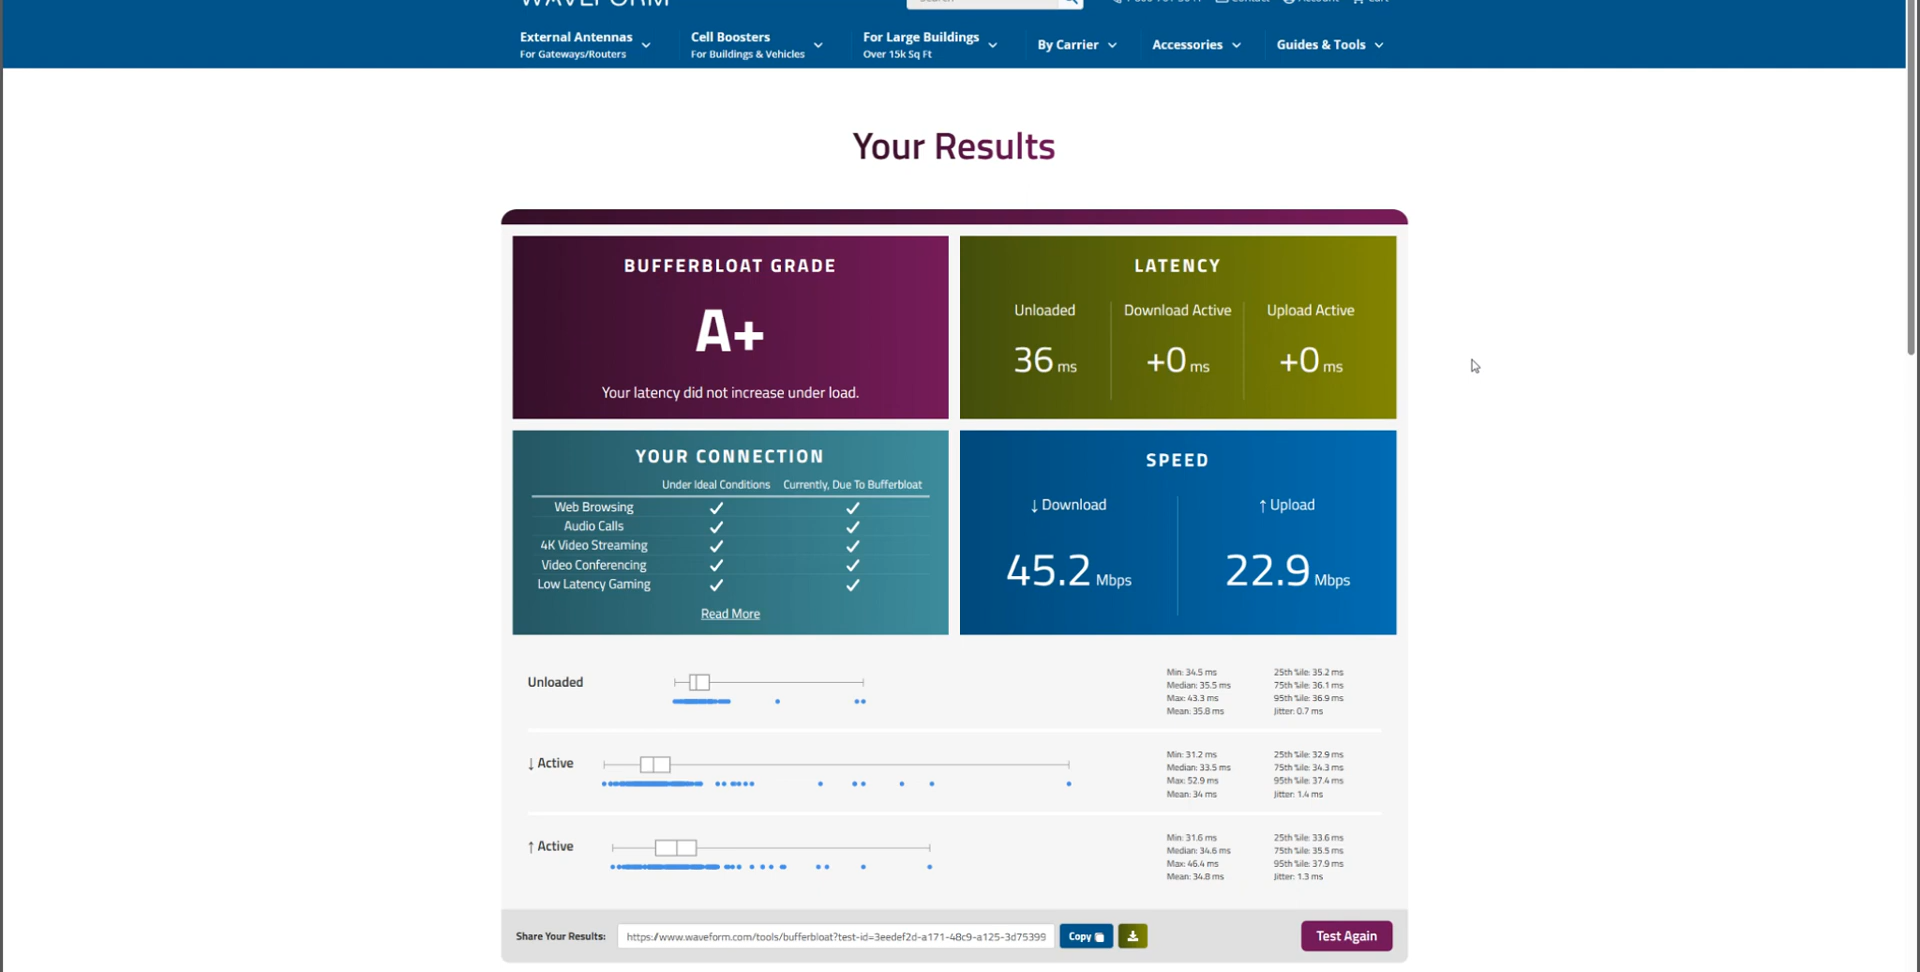 WAVEFORM
Contact
Account
Cart
External Antennas
For Gateways/Routers
Cell Boosters
For Buildings & Vehicles
For Large Buildings
Over 15k Sq Ft
By Carrier
Accessories
Guides & Tools
Your Results
BUFFERBLOAT GRADE
A+
Your latency did not increase under load.
LATENCY
Unloaded Download Active Upload Active
36 ms +0 ms +0 ms
YOUR CONNECTION
Under Ideal Conditions Currently, Due To Bufferbloat
Web Browsing ✓ ✓
Audio Calls ✓ ✓
4K Video Streaming ✓ ✓
Video Conferencing ✓ ✓
Low Latency Gaming ✓ ✓
Read More
SPEED
↓ Download ↑ Upload
45.2 Mbps 22.9 Mbps
Unloaded
Min: 34.5 ms 25th %ile: 35.2 ms
Median: 35.5 ms 75th %ile: 36.1 ms
Max: 43.3 ms 95th %ile: 36.9 ms
Mean: 35.8 ms Jitter: 0.7 ms
↓ Active
Min: 31.2 ms 25th %ile: 32.9 ms
Median: 33.5 ms 75th %ile: 34.3 ms
Max: 52.9 ms 95th %ile: 37.4 ms
Mean: 34 ms Jitter: 1.4 ms
↑ Active
Min: 31.6 ms 25th %ile: 33.6 ms
Median: 34.6 ms 75th %ile: 35.5 ms
Max: 46.4 ms 95th %ile: 37.9 ms
Mean: 34.8 ms Jitter: 1.3 ms
Share Your Results: https://www.waveform.com/tools/bufferbloat?test-id=3eedef2d-a171-48c9-a125-3d75399 Copy Test Again